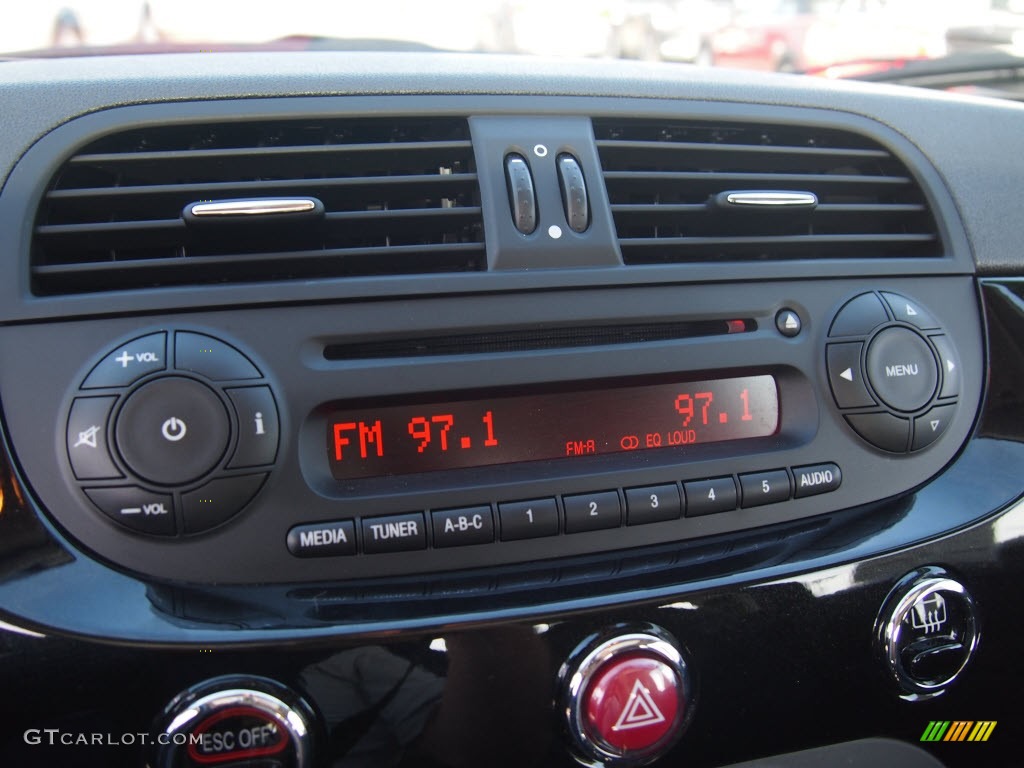 + VOL
i
MENU
FM 97.1 97.1
FM-A EQ LOUD
- VOL
MEDIA TUNER A-B-C 1 2 3 4 5 AUDIO
ESC OFF
GTCARLOT.COM